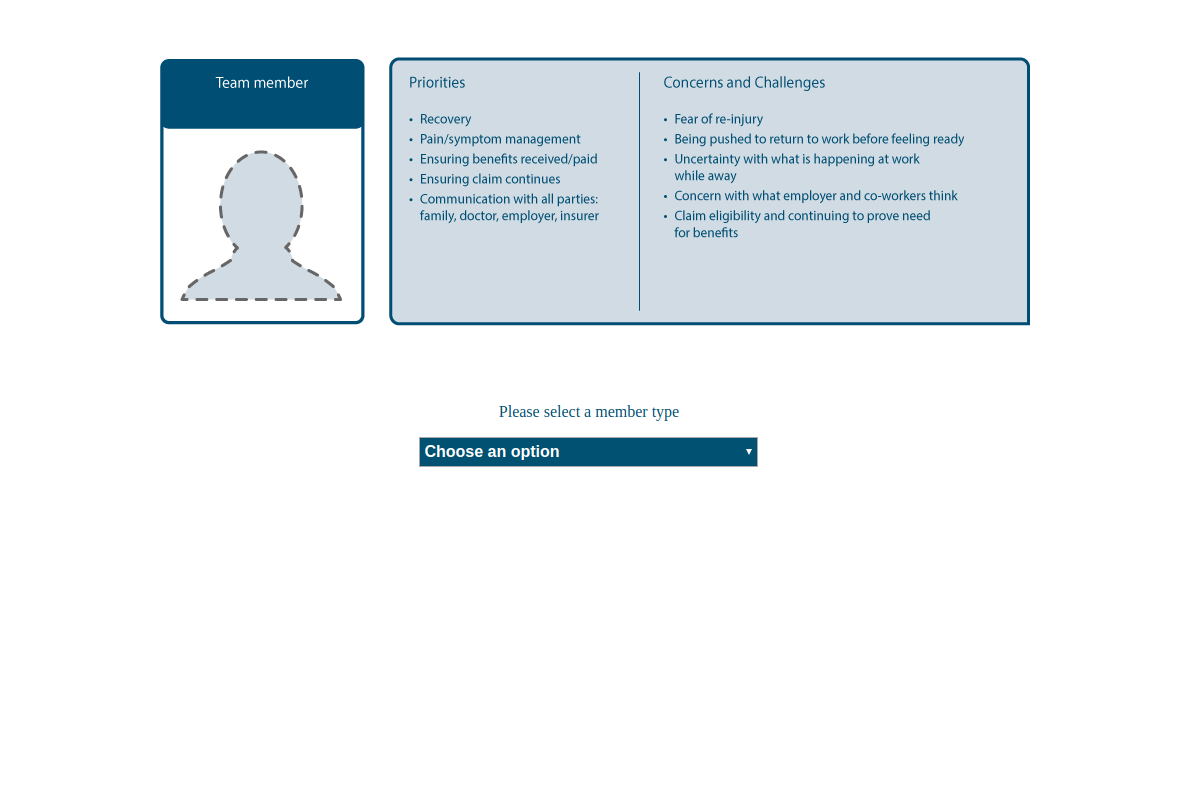 Team member
Priorities
• Recovery
• Pain/symptom management
• Ensuring benefits received/paid
• Ensuring claim continues
• Communication with all parties:
family, doctor, employer, insurer
Concerns and Challenges
• Fear of re-injury
• Being pushed to return to work before feeling ready
• Uncertainty with what is happening at work
while away
• Concern with what employer and co-workers think
• Claim eligibility and continuing to prove need
for benefits
Please select a member type
Choose an option